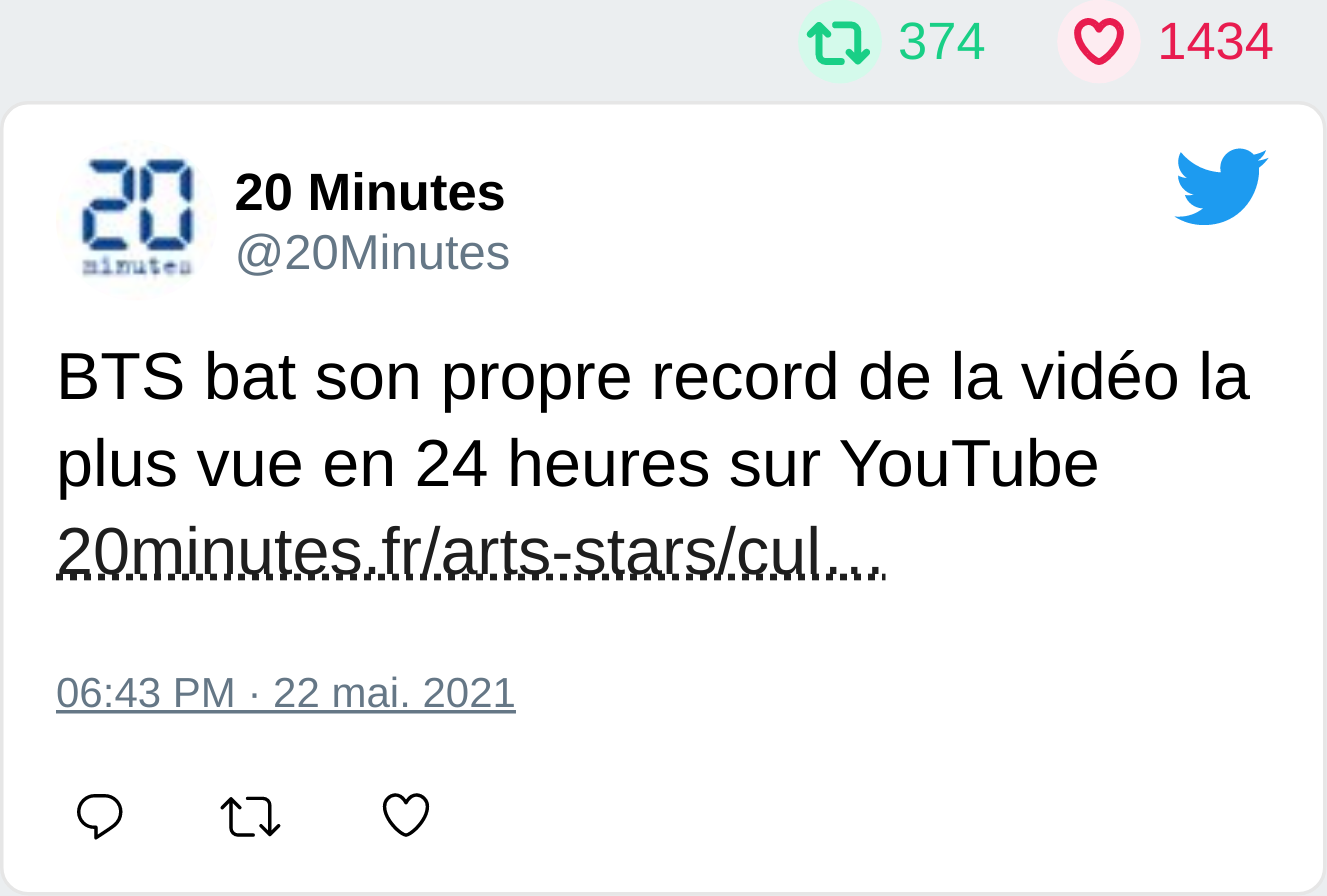 374 1434
20 minutes
20 Minutes
@20Minutes
BTS bat son propre record de la vidéo la
plus vue en 24 heures sur YouTube
20minutes.fr/arts-stars/cul…
06:43 PM · 22 mai. 2021